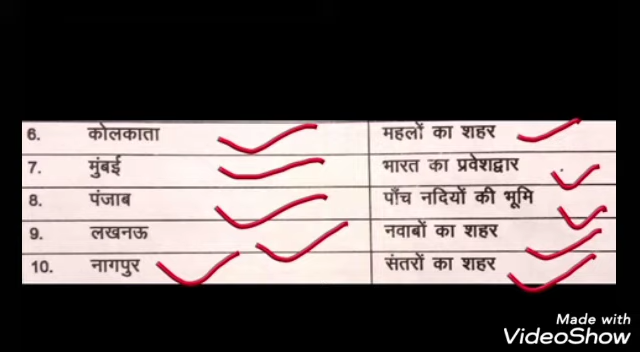 6. कोलकाता महलों का शहर
7. मुंबई भारत का प्रवेशद्वार
8. पंजाब पाँच नदियों की भूमि
9. लखनऊ नवाबों का शहर
10. नागपुर संतरों का शहर
Made with
VideoShow